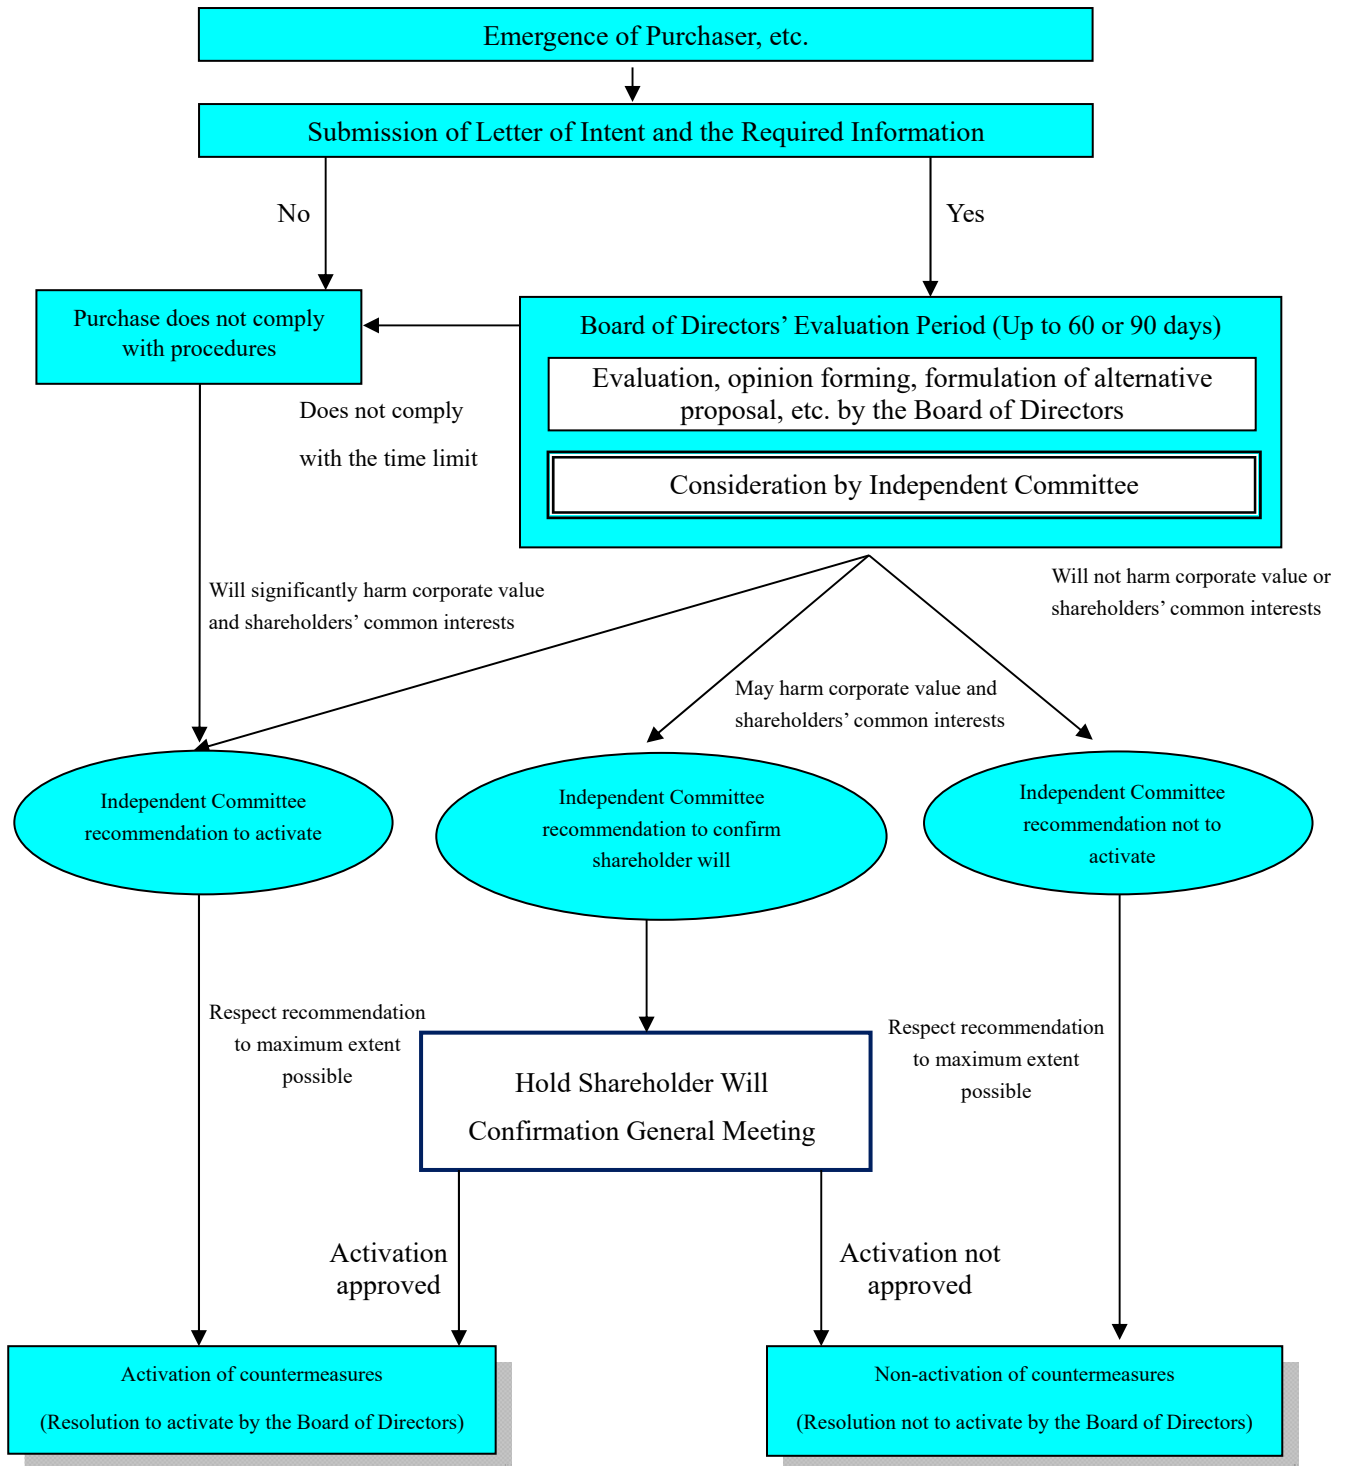 Emergence of Purchaser, etc.
Submission of Letter of Intent and the Required Information
No
Yes
Purchase does not comply
with procedures
Board of Directors’ Evaluation Period (Up to 60 or 90 days)
Evaluation, opinion forming, formulation of alternative
proposal, etc. by the Board of Directors
Does not comply
with the time limit
Consideration by Independent Committee
Will significantly harm corporate value
and shareholders’ common interests
Will not harm corporate value or
shareholders’ common interests
May harm corporate value and
shareholders’ common interests
Independent Committee
recommendation to activate
Independent Committee
recommendation to confirm
shareholder will
Independent Committee
recommendation not to
activate
Respect recommendation
to maximum extent
possible
Hold Shareholder Will
Confirmation General Meeting
Respect recommendation
to maximum extent
possible
Activation
approved
Activation not
approved
Activation of countermeasures
(Resolution to activate by the Board of Directors)
Non-activation of countermeasures
(Resolution not to activate by the Board of Directors)